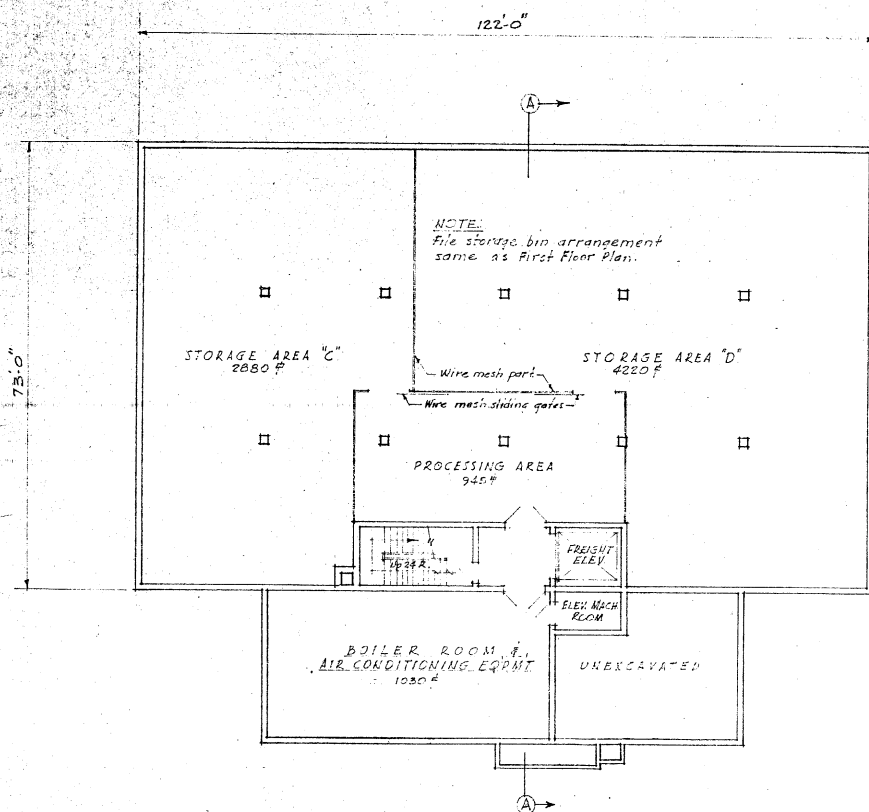 122'-0"
A
73'-0"
NOTE:
File storage bin arrangement
same as First Floor Plan.
STORAGE AREA "C"
2880 ⌗
STORAGE AREA "D"
4220 ⌗
Wire mesh part.
Wire mesh sliding gates
PROCESSING AREA
945 ⌗
Up 24 R.
FREIGHT
ELEV.
ELEV. MACH.
ROOM
BOILER ROOM &
AIR CONDITIONING EQPMT.
1030 ⌗
UNEXCAVATED
A